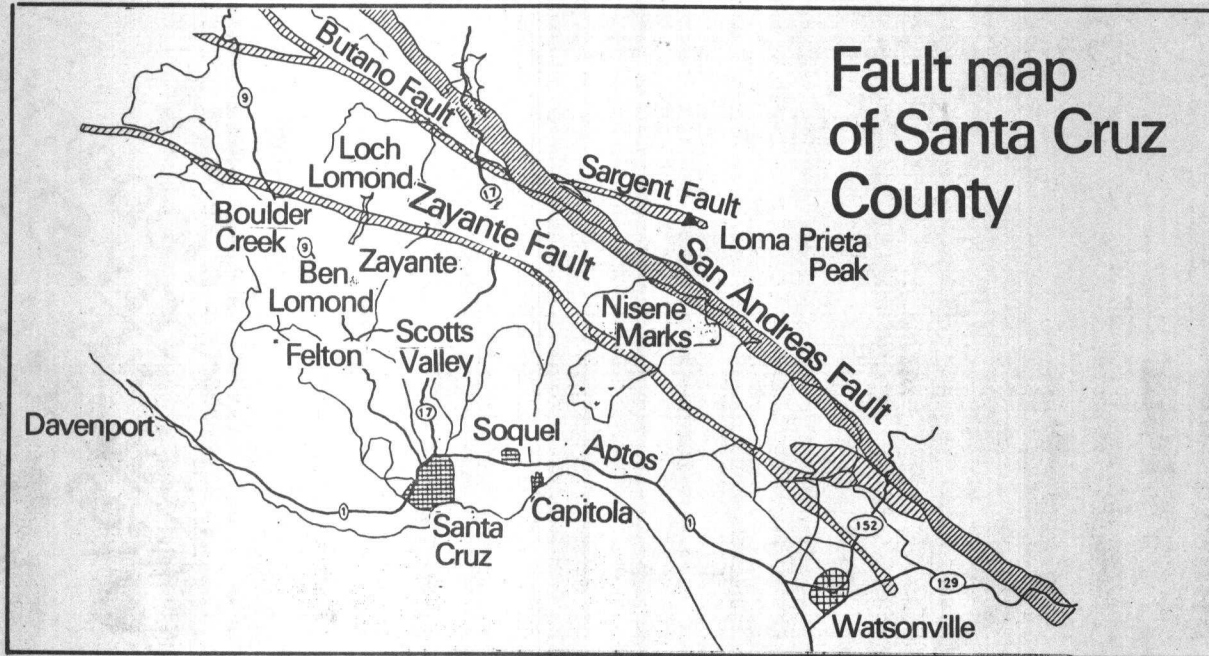 Fault map
of Santa Cruz
County
Butano Fault
9
Loch
Lomond
17
Sargent Fault
Zayante Fault
Boulder
Creek
Loma Prieta
Peak
San Andreas Fault
9
Zayante
Ben
Lomond
Nisene
Marks
Scotts
Valley
Felton
17
Davenport
Soquel
Aptos
1
Santa
Cruz
Capitola
1
152
129
Watsonville